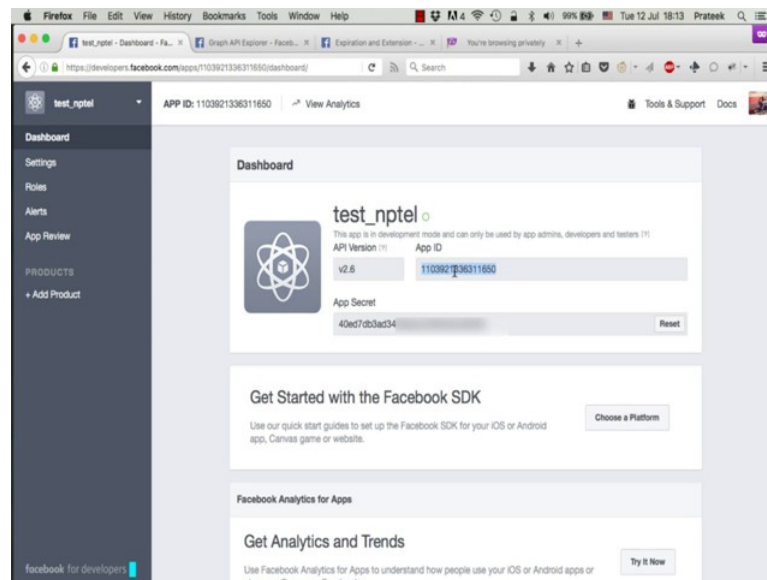 Firefox File Edit View History Bookmarks Tools Window Help 4 99% Tue 12 Jul 18:13 Prateek
test_nptel - Dashboard - Fa... × Graph API Explorer - Faceb... × Expiration and Extension - ... × You're browsing privately × +
https://developers.facebook.com/apps/1103921336311650/dashboard/ Search
test_nptel APP ID: 1103921336311650 View Analytics Tools & Support Docs
Dashboard
Settings
Roles
Alerts
App Review
PRODUCTS
+ Add Product
Dashboard
test_nptel
This app is in development mode and can only be used by app admins, developers and testers [?]
API Version [?] App ID
v2.6 1103921336311650
App Secret
40ed7db3ad34 Reset
Get Started with the Facebook SDK
Use our quick start guides to set up the Facebook SDK for your iOS or Android
app, Canvas game or website.
Choose a Platform
Facebook Analytics for Apps
Get Analytics and Trends
Use Facebook Analytics for Apps to understand how people use your iOS or Android apps or
Try It Now
facebook for developers